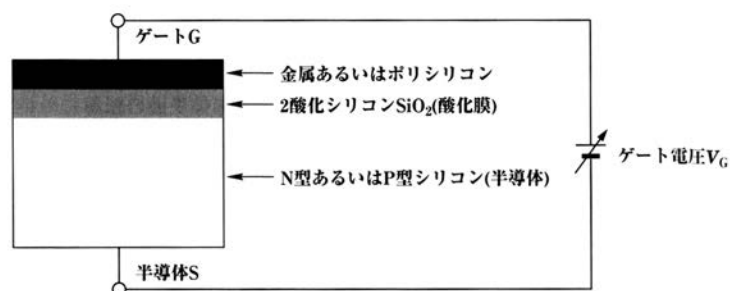 ゲートG
金属あるいはポリシリコン
2酸化シリコンSiO₂(酸化膜)
N型あるいはP型シリコン(半導体)
ゲート電圧V_G
半導体S